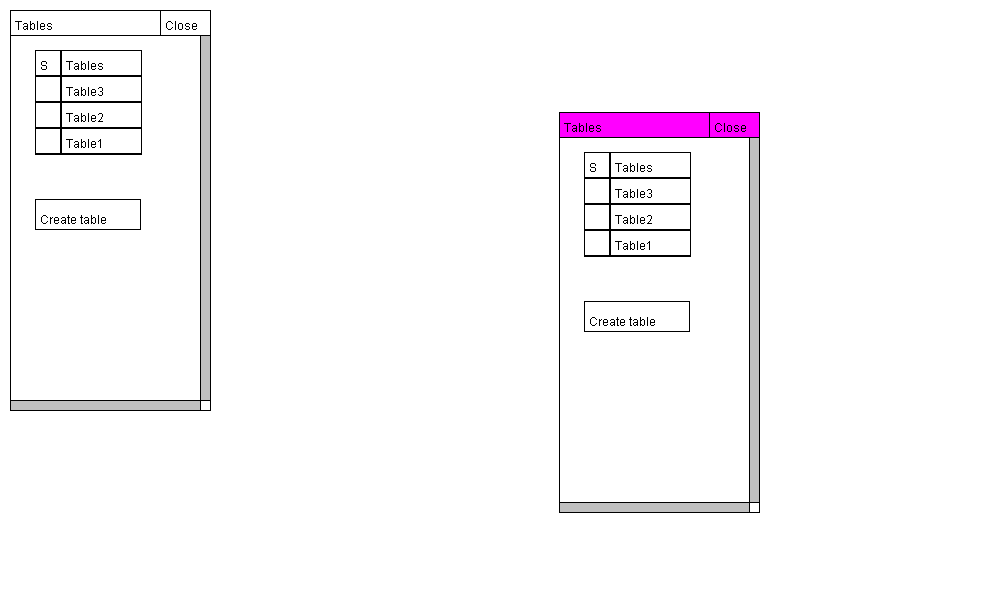 Tables Close
S Tables
Table3
Table2
Table1
Create table
Tables Close
S Tables
Table3
Table2
Table1
Create table